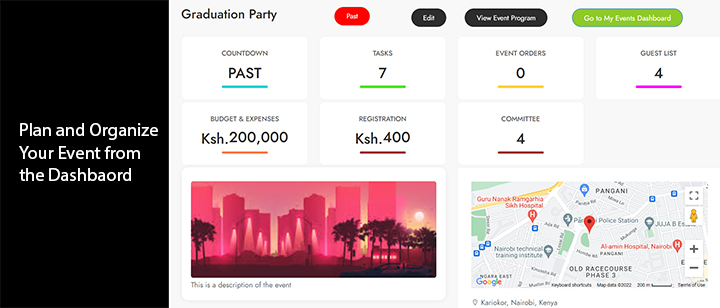 Graduation Party
Past
Edit
View Event Program
Go to My Events Dashboard
Plan and Organize
Your Event from
the Dashbaord
COUNTDOWN
PAST
TASKS
7
EVENT ORDERS
0
GUEST LIST
4
BUDGET & EXPENSES
Ksh.200,000
REGISTRATION
Ksh.400
COMMITTEE
4
This is a description of the event
PANGANI
Guru Nanak Ramgarhia
Sikh Hospital
Pangani Police Station
JUJA B
Muratina
Mukunga
Nairobi technical
training institute
Al-amin Hospital, Nairobi
PANGANI
NGARA EAST
OLD RACECOURSE
PHASE 3
Google
Keyboard shortcuts
Map data ©2022
200 m
Terms of Use
Kariokor, Nairobi, Kenya